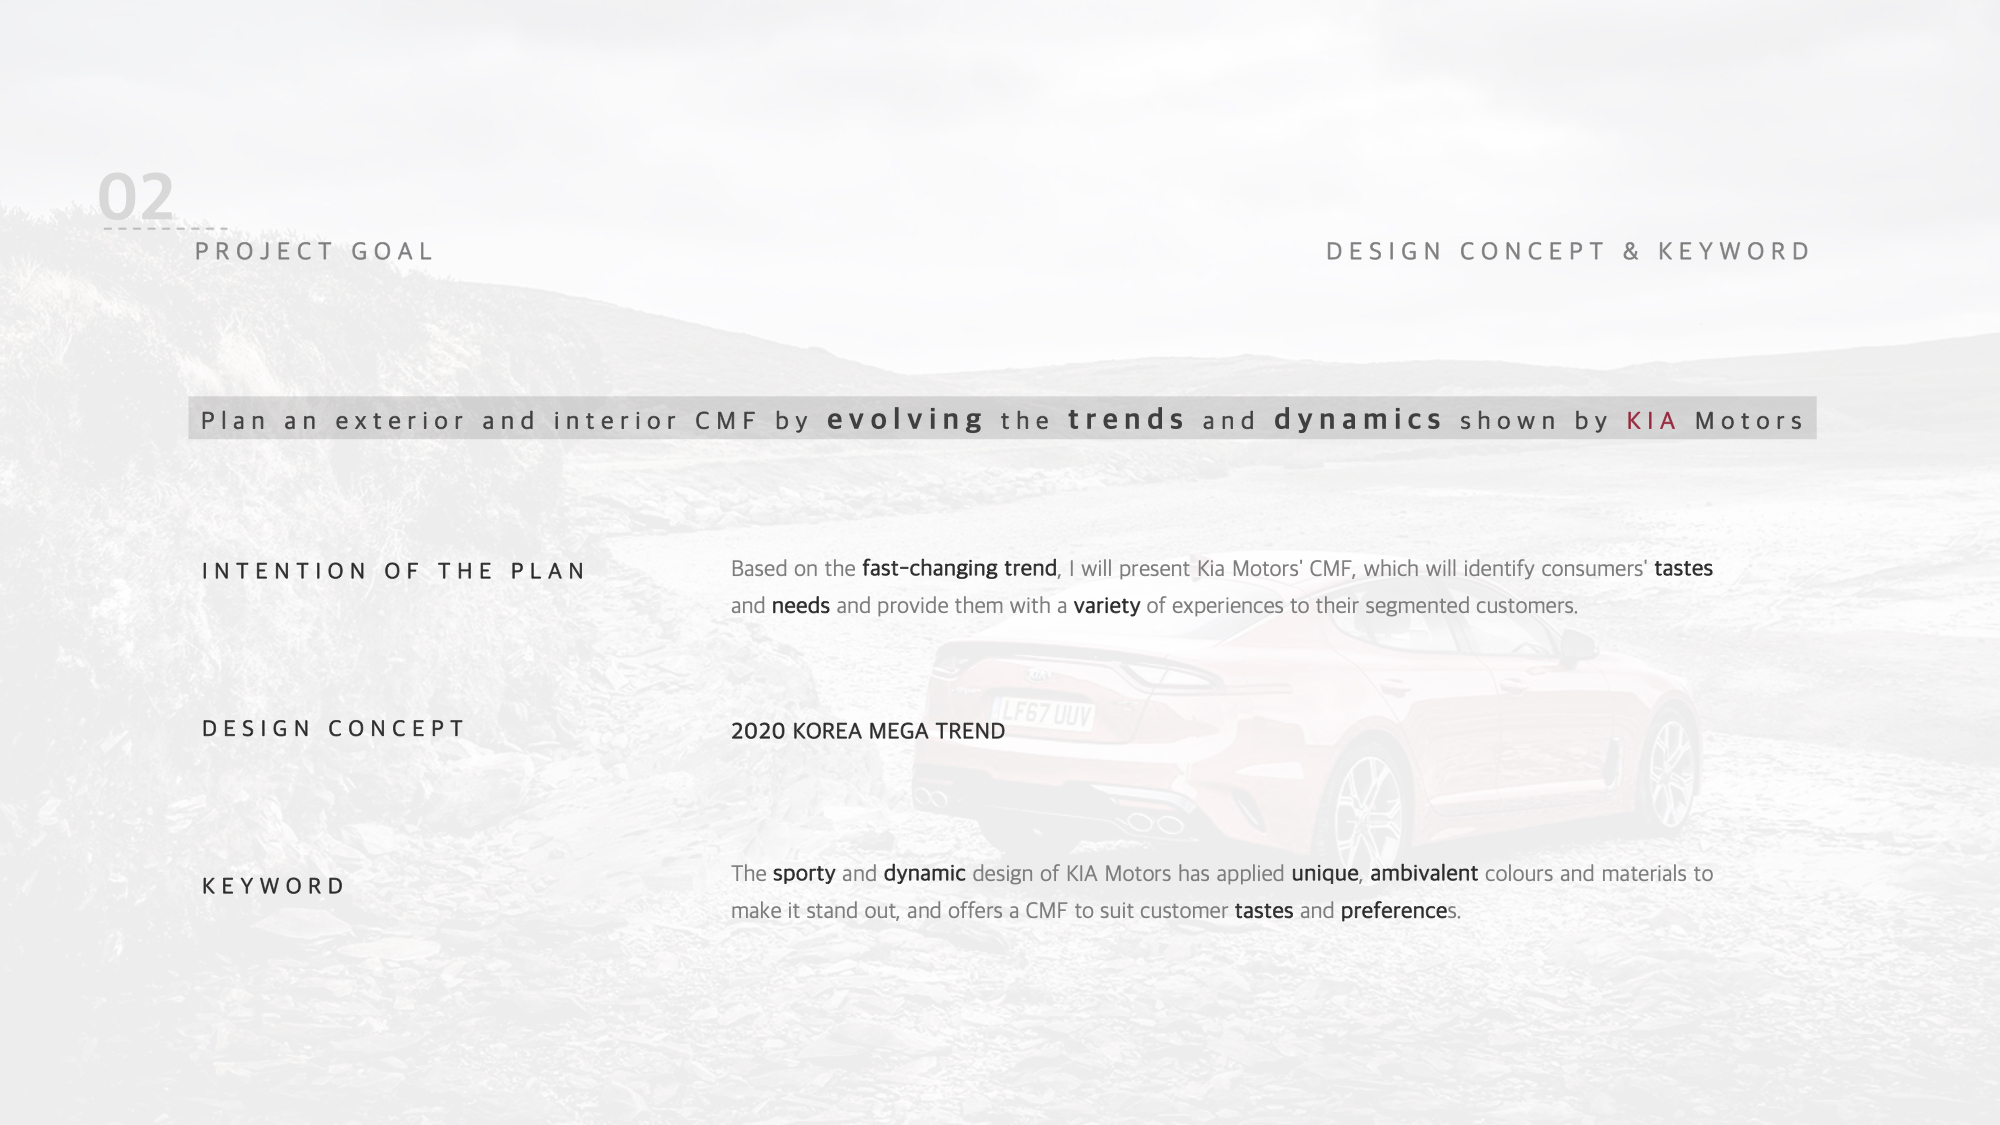 02
PROJECT GOAL
DESIGN CONCEPT & KEYWORD
Plan an exterior and interior CMF by evolving the trends and dynamics shown by KIA Motors
INTENTION OF THE PLAN
Based on the fast-changing trend, I will present Kia Motors' CMF, which will identify consumers' tastes
and needs and provide them with a variety of experiences to their segmented customers.
DESIGN CONCEPT
2020 KOREA MEGA TREND
LF67 UUV
KEYWORD
The sporty and dynamic design of KIA Motors has applied unique, ambivalent colours and materials to
make it stand out, and offers a CMF to suit customer tastes and preferences.